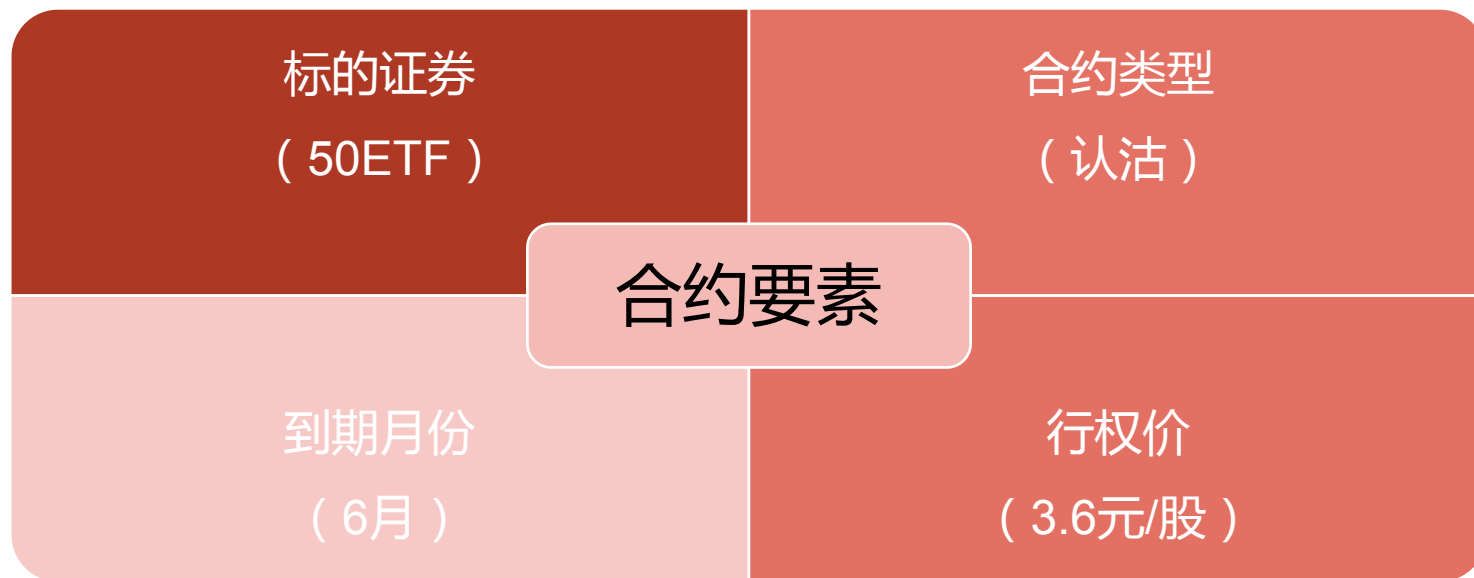 标的证券
（50ETF）
合约类型
（认沽）
合约要素
到期月份
（6月）
行权价
（3.6元/股）